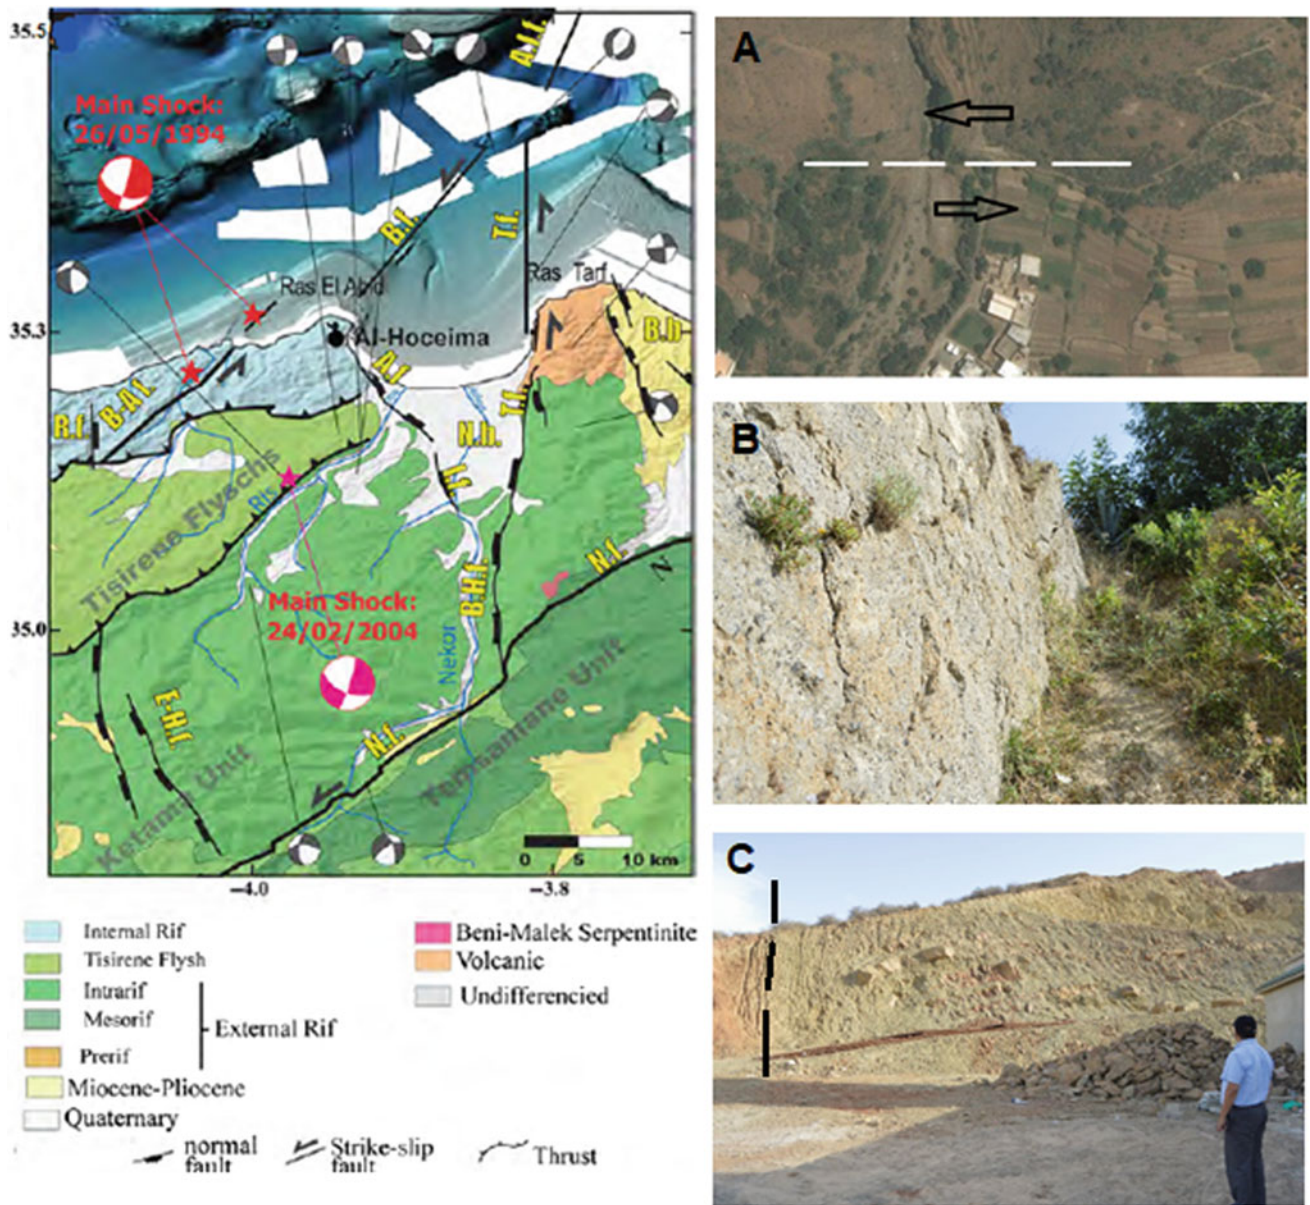 35.5
A.I.f.
Main Shock:
26/05/1994
B.f.
T.f.
Ras El Abid
Ras Tarf
35.3
Al-Hoceima
B.b
A.f.
R.f.
B-A f.
T.f.
N.b.
Tisirene Flyschs
Ris
I.f.
N.f.
N
Main Shock:
24/02/2004
B.H.f.
35.0
Nekor
E-H.f.
N.f.
Ketama Unit
Temsamane Unit
0 5 10 km
-4.0 -3.8
Internal Rif
Tisirene Flysh
Intrarif
Mesorif
External Rif
Prerif
Miocene-Pliocene
Quaternary
Beni-Malek Serpentinite
Volcanic
Undifferencied
normal
fault
Strike-slip
fault
Thrust
A
B
C